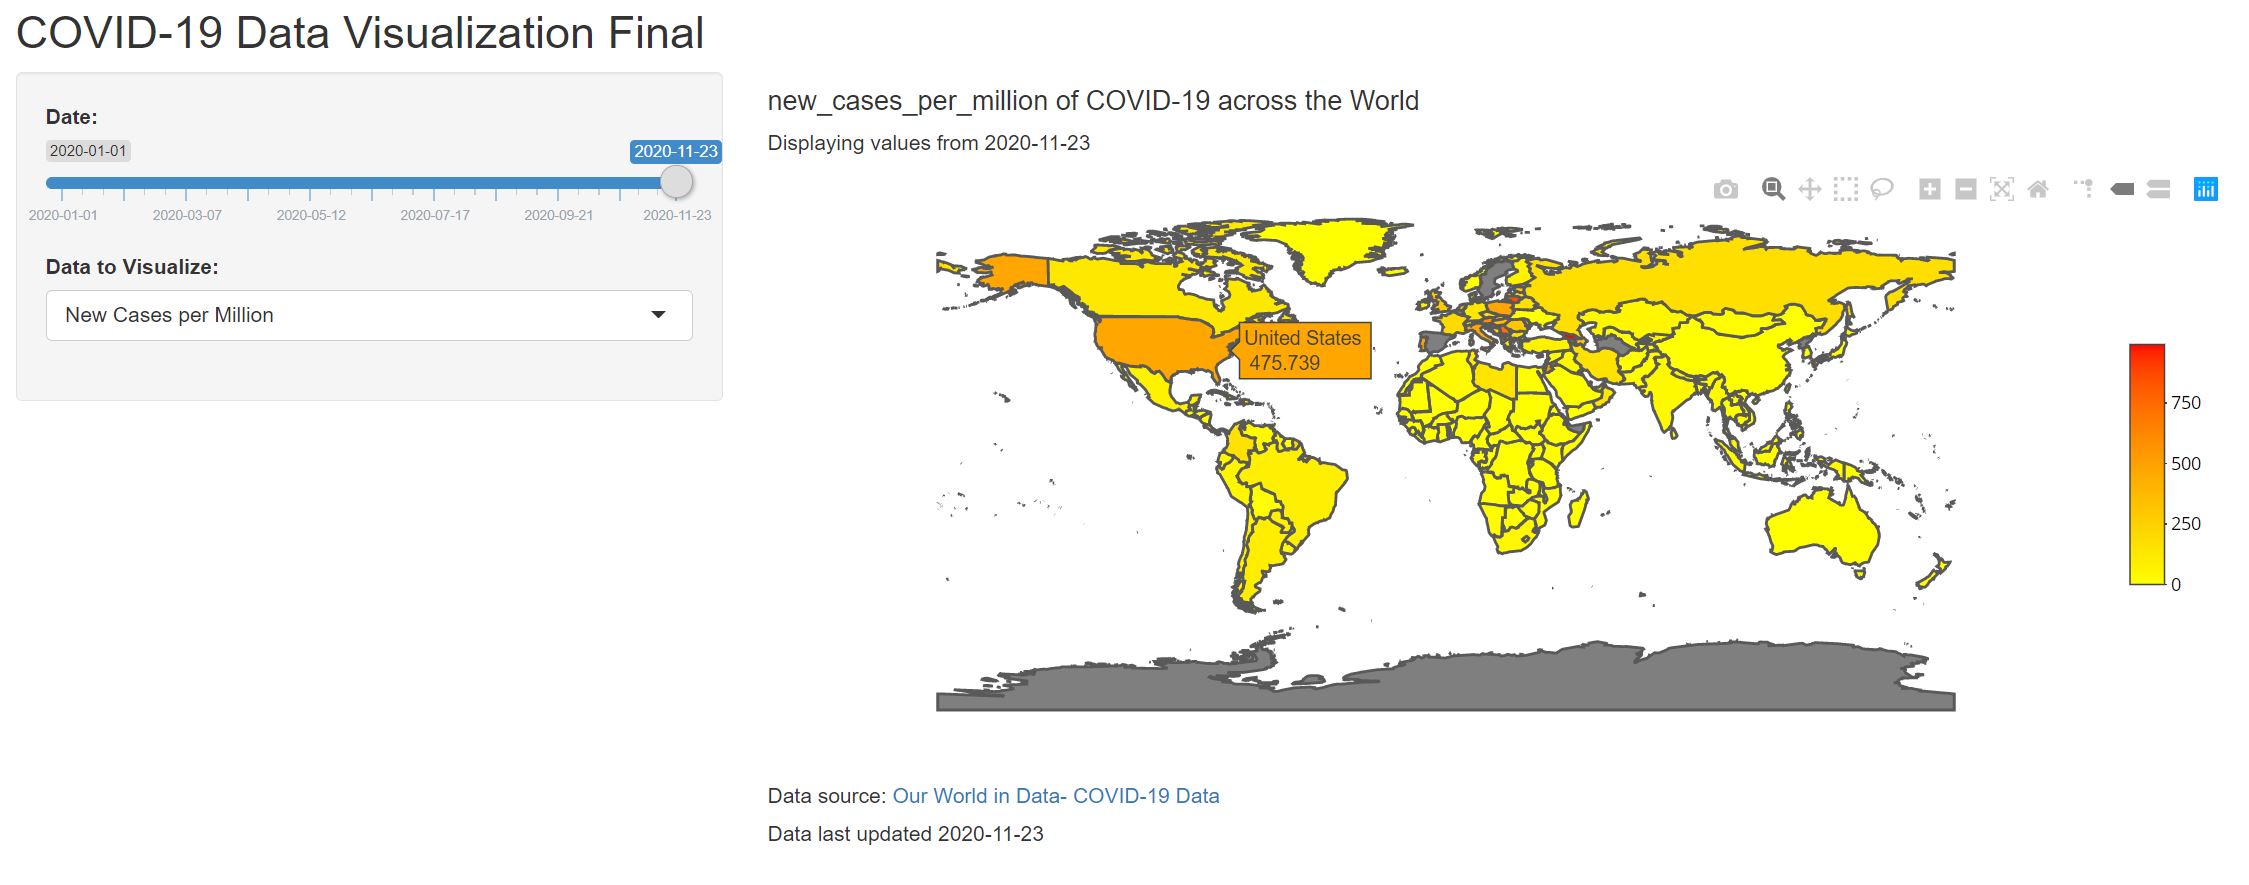 COVID-19 Data Visualization Final
Date:
2020-01-01
2020-11-23
2020-01-01
2020-03-07
2020-05-12
2020-07-17
2020-09-21
2020-11-23
Data to Visualize:
New Cases per Million
new_cases_per_million of COVID-19 across the World
Displaying values from 2020-11-23
United States
475.739
750
500
250
0
Data source: Our World in Data- COVID-19 Data
Data last updated 2020-11-23